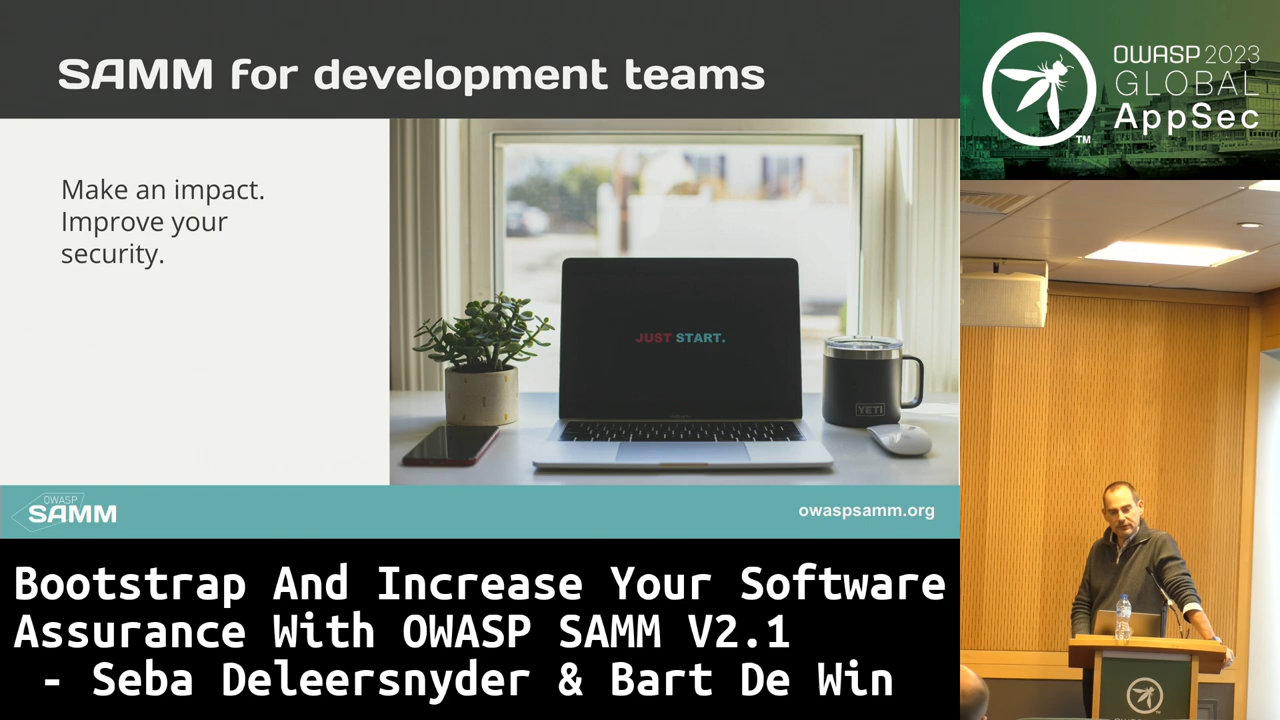 SAMM for development teams
Make an impact.
Improve your
security.
JUST START.
YETI
OWASP
SAMM
owaspsamm.org
OWASP 2023
GLOBAL
AppSec
TM
Bootstrap And Increase Your Software
Assurance With OWASP SAMM V2.1
- Seba Deleersnyder & Bart De Win